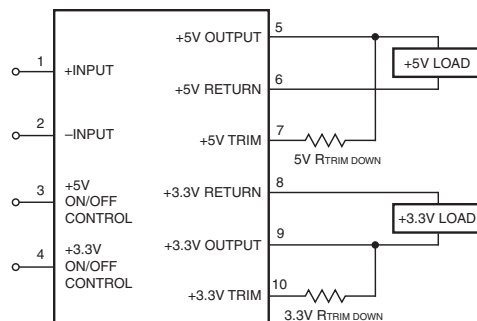 +5V OUTPUT
5
1
+INPUT
+5V LOAD
+5V RETURN
6
2
–INPUT
+5V TRIM
7
5V RTRIM DOWN
3
+5V
ON/OFF
CONTROL
+3.3V RETURN
8
+3.3V LOAD
4
+3.3V
ON/OFF
CONTROL
+3.3V OUTPUT
9
+3.3V TRIM
10
3.3V RTRIM DOWN